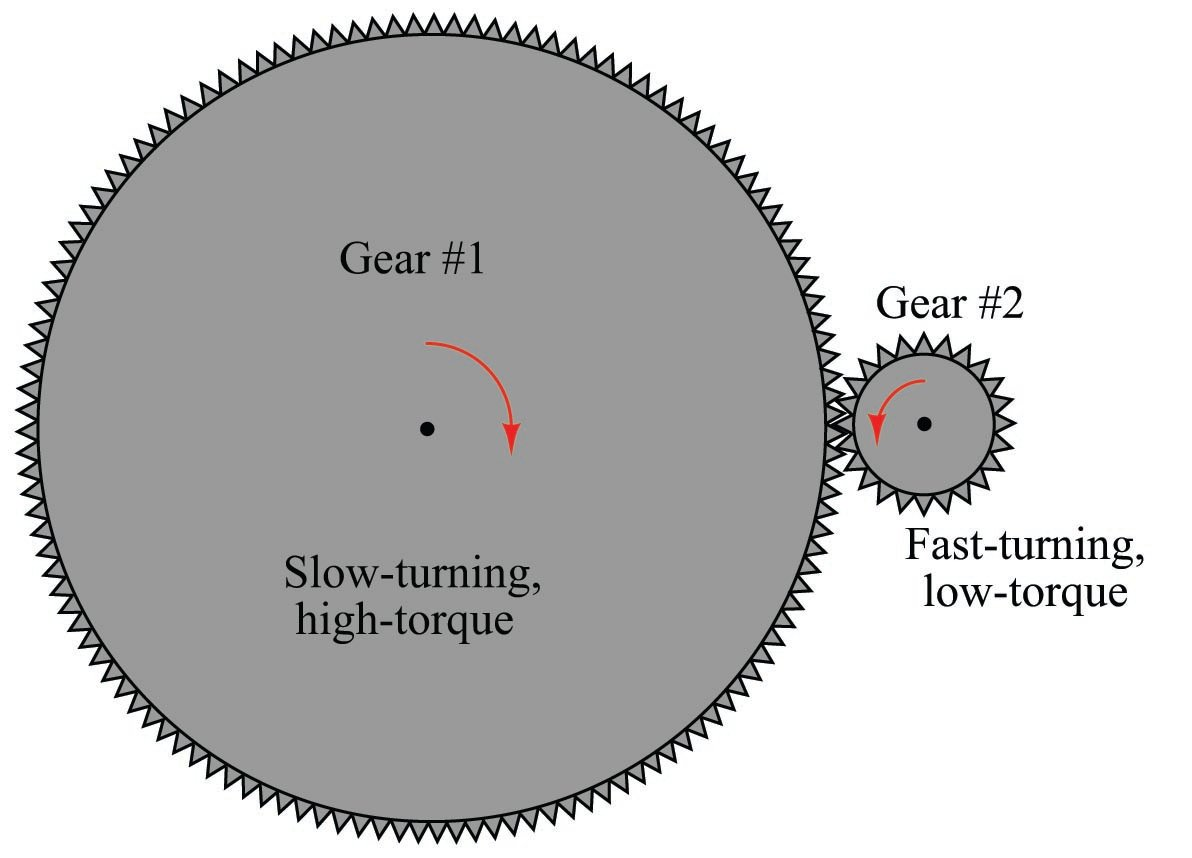 Gear #1
Gear #2
Slow-turning,
high-torque
Fast-turning,
low-torque